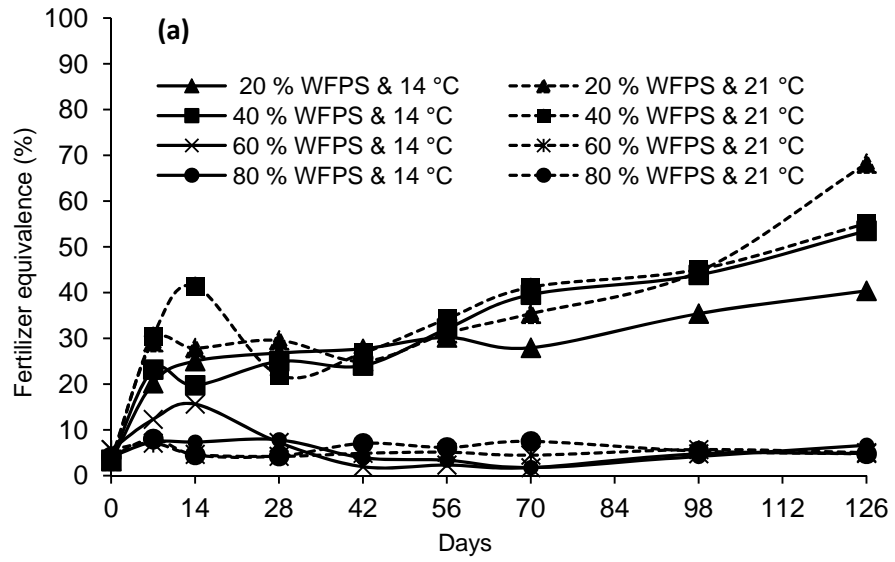 (a)
100
90
80
70
60
50
40
30
20
10
0
Fertilizer equivalence (%)
20 % WFPS & 14 °C
20 % WFPS & 21 °C
40 % WFPS & 14 °C
40 % WFPS & 21 °C
60 % WFPS & 14 °C
60 % WFPS & 21 °C
80 % WFPS & 14 °C
80 % WFPS & 21 °C
0 14 28 42 56 70 84 98 126
Days